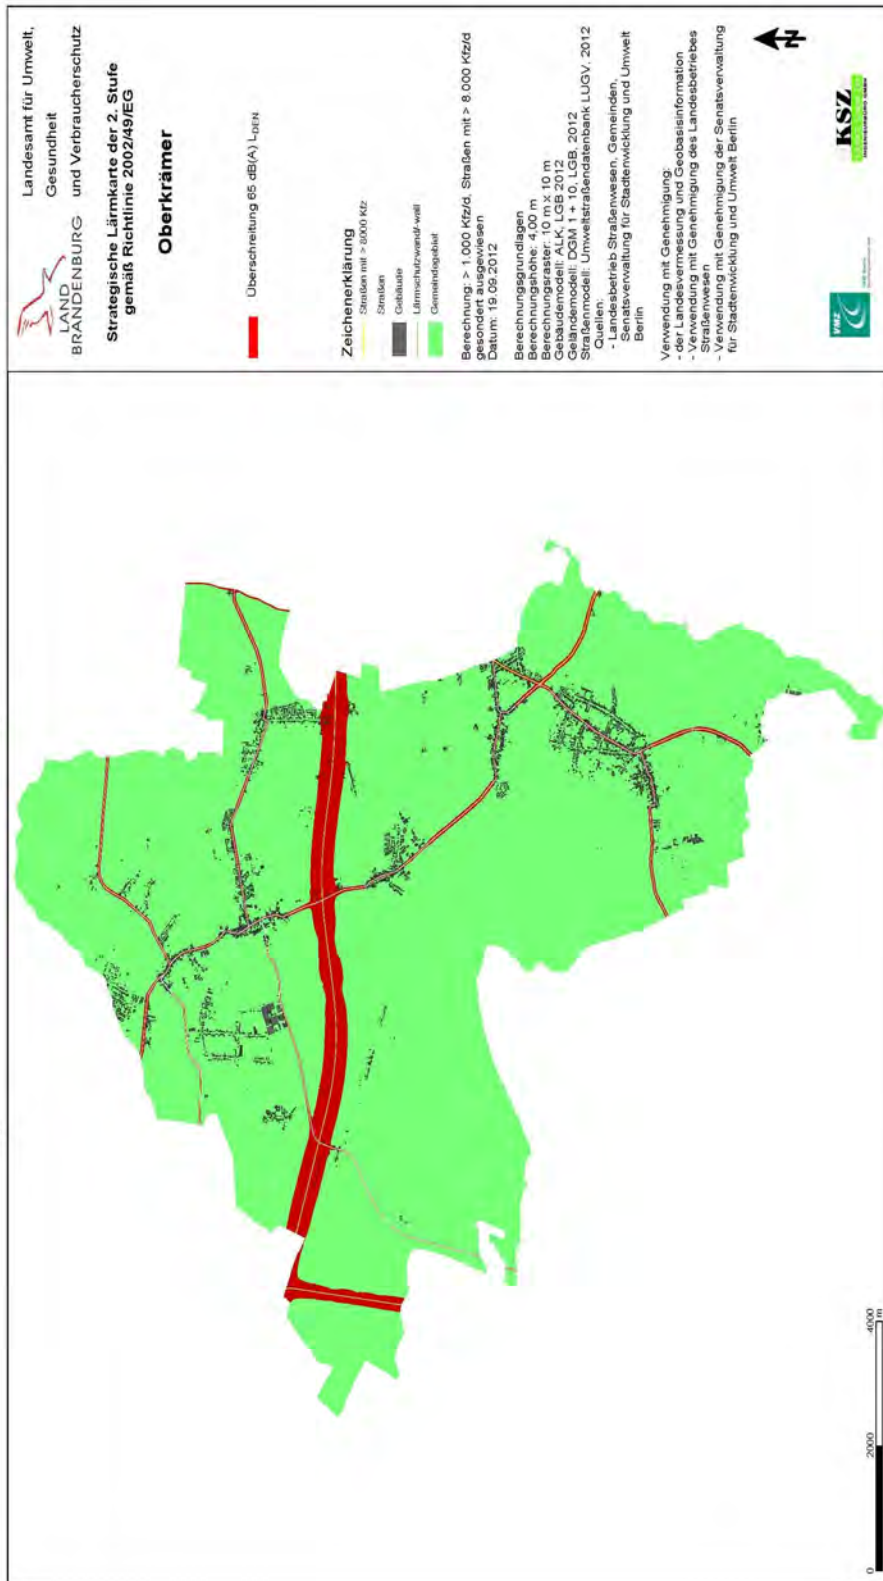 Landesamt für Umwelt,
Gesundheit
und Verbraucherschutz
LAND
BRANDENBURG
Strategische Lärmkarte der 2. Stufe
gemäß Richtlinie 2002/49/EG
Oberkrämer
Überschreitung 65 dB(A) LDEN
Zeichenerklärung
Straßen mit > 8000 Kfz
Straßen
Gebäude
Lärmschutzwand/-wall
Gemeindegebiet
Berechnung: > 1.000 Kfz/d, Straßen mit > 8.000 Kfz/d
gesondert ausgewiesen
Datum: 19.09.2012
Berechnungsgrundlagen
Berechnungshöhe: 4,00 m
Berechnungsraster: 10 m x 10 m
Gebäudemodell: ALK, LGB 2012
Geländemodell: DGM 1 + 10, LGB, 2012
Straßenmodell: Umweltstraßendatenbank LUGV, 2012
Quellen:
- Landesbetrieb Straßenwesen, Gemeinden,
Senatsverwaltung für Stadtenwicklung und Umwelt
Berlin
Verwendung mit Genehmigung:
- der Landesvermessung und Geobasisinformation
- Verwendung mit Genehmigung des Landesbetriebes
Straßenwesen
- Verwendung mit Genehmigung der Senatsverwaltung
für Stadtenwicklung und Umwelt Berlin
N
VMZ
KSZ
INGENIEURBÜRO GMBH
0
2000
4000
m